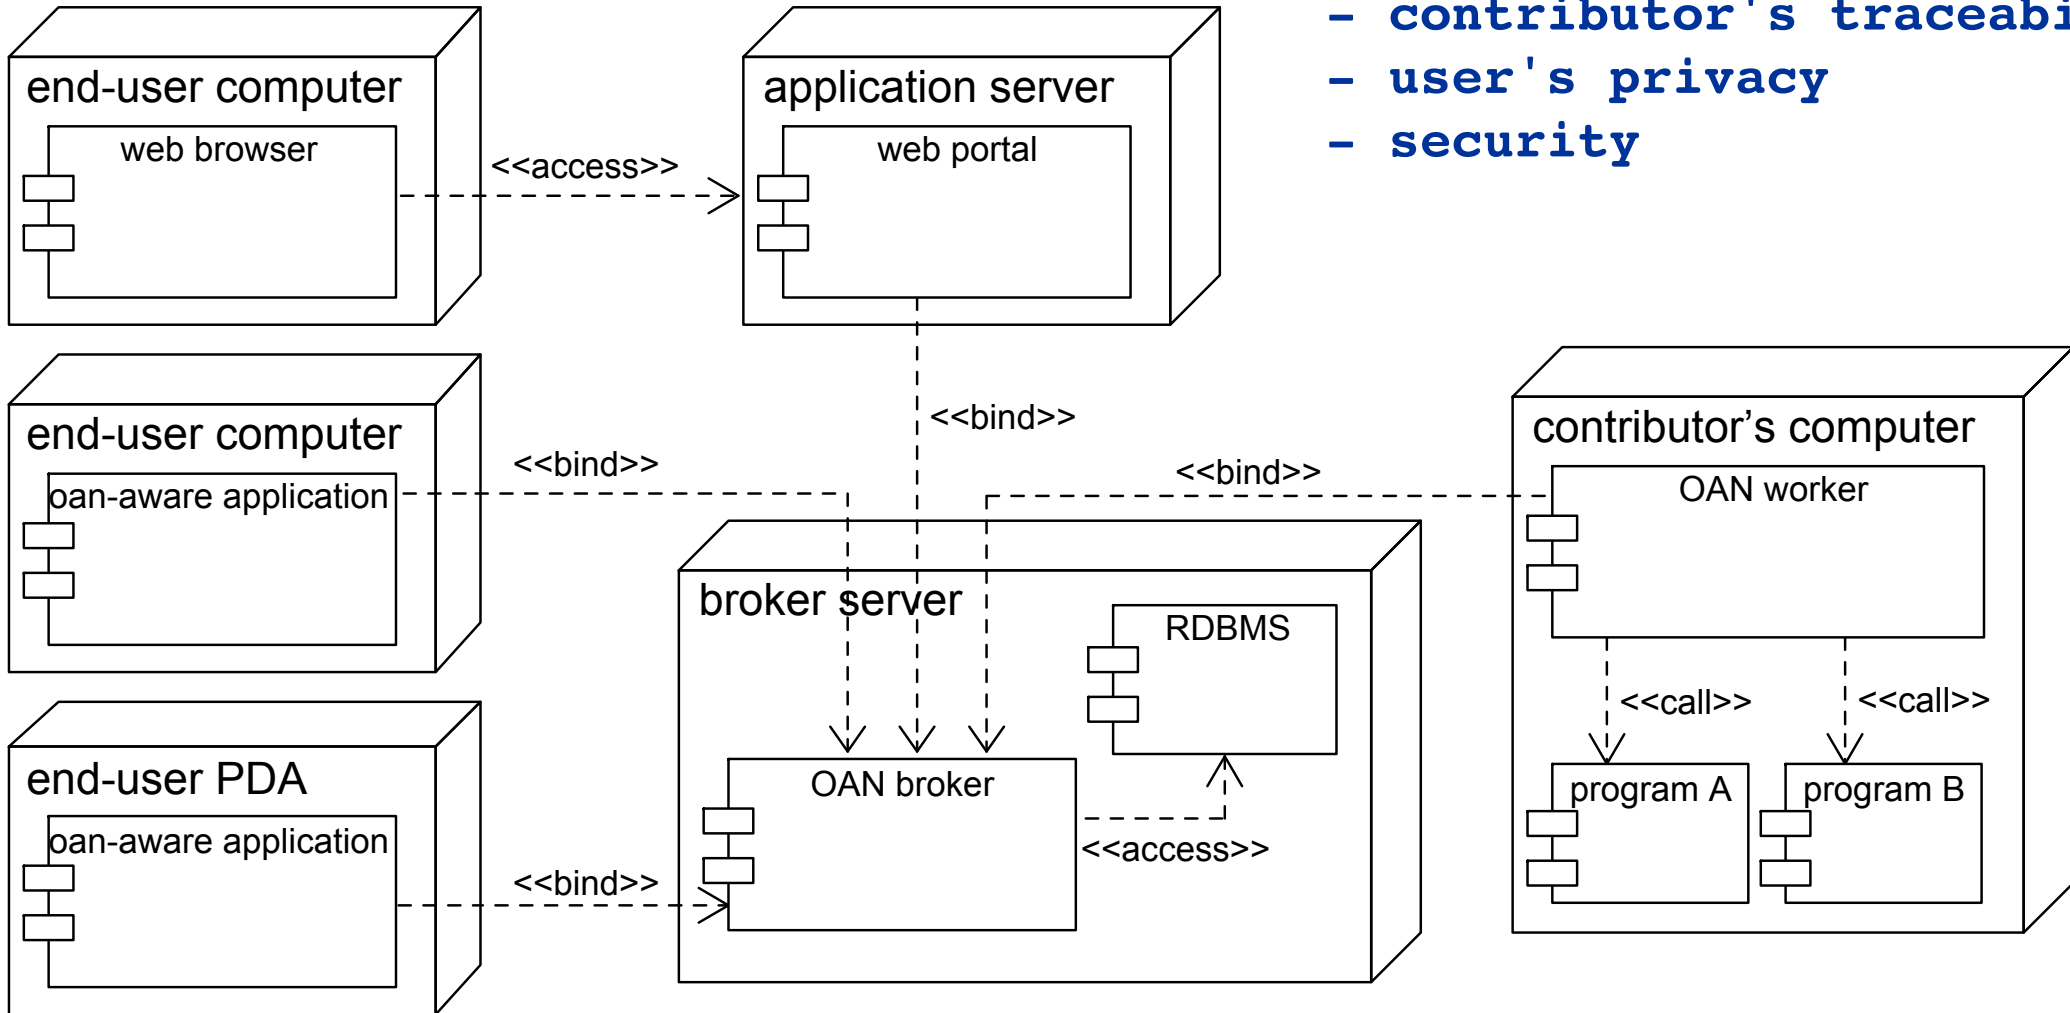 - contributor's traceabi
end-user computer
web browser
<<access>>
application server
web portal
- user's privacy
- security
end-user computer
oan-aware application
<<bind>>
<<bind>>
<<bind>>
contributor’s computer
OAN worker
<<call>>
<<call>>
program A
program B
broker server
RDBMS
OAN broker
<<access>>
end-user PDA
oan-aware application
<<bind>>